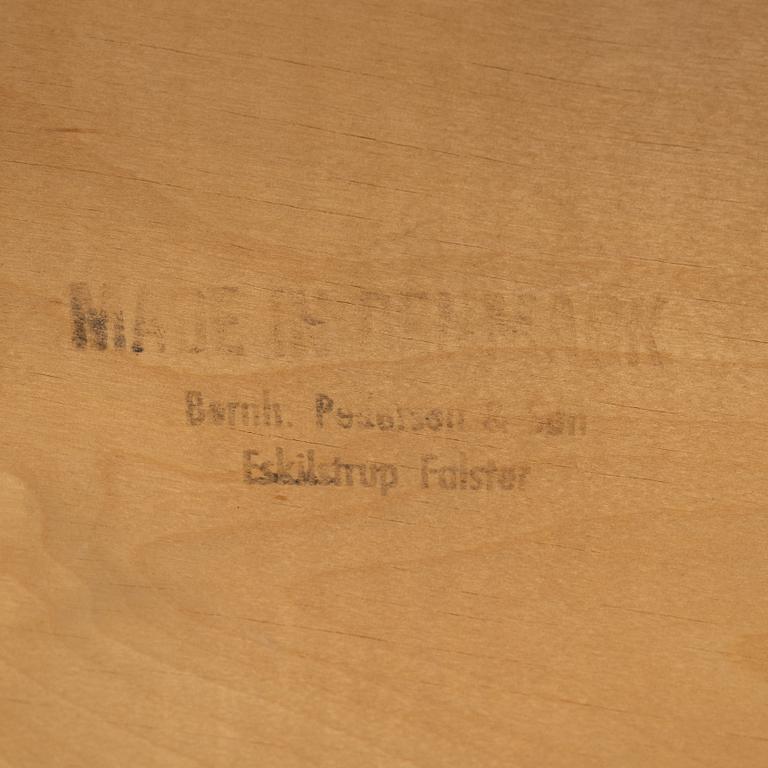 MADE IN DENMARK
Bernh. Pedersen & Søn
Eskilstrup Falster